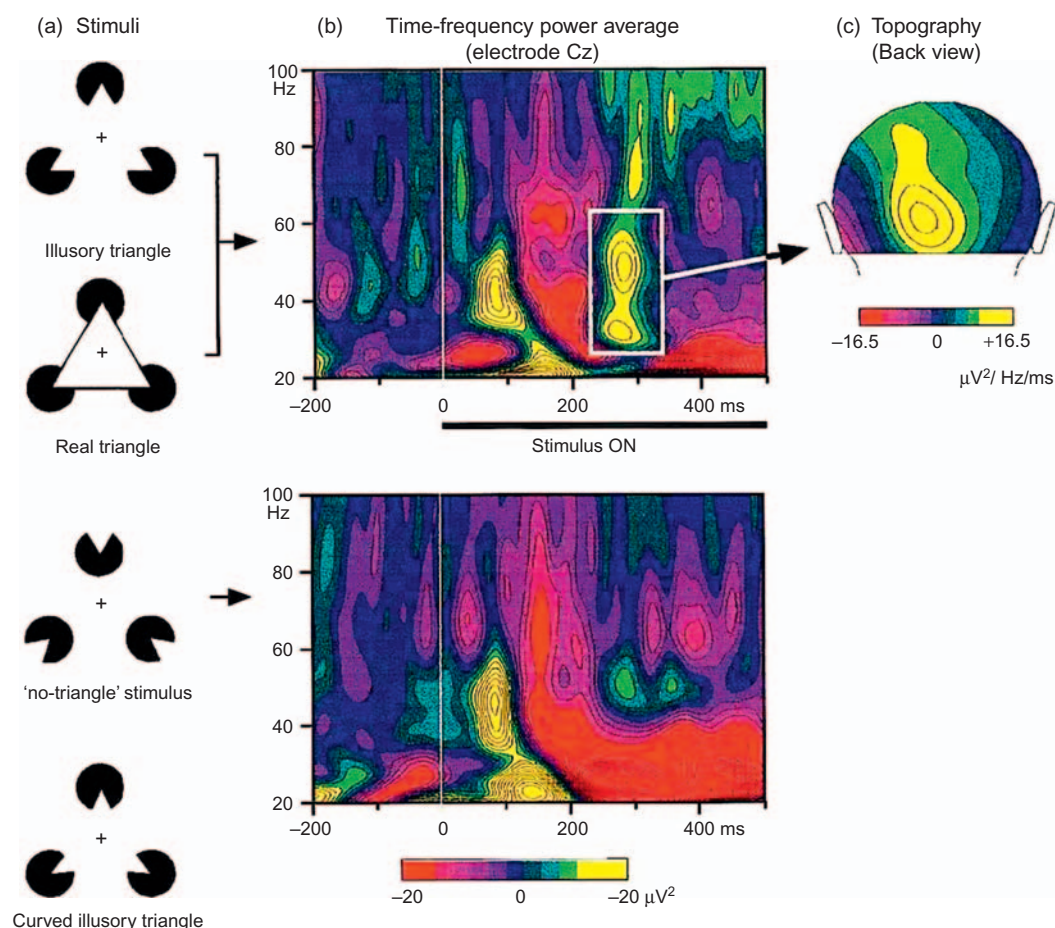 (a) Stimuli
(b) Time-frequency power average
(electrode Cz)
(c) Topography
(Back view)
+
Illusory triangle
+
Real triangle
100
Hz
80
60
40
20
–200 0 200 400 ms
Stimulus ON
–16.5 0 +16.5
μV²/ Hz/ms
+
'no-triangle' stimulus
+
Curved illusory triangle
100
Hz
80
60
40
20
–200 0 200 400 ms
–20 0 –20 μV²